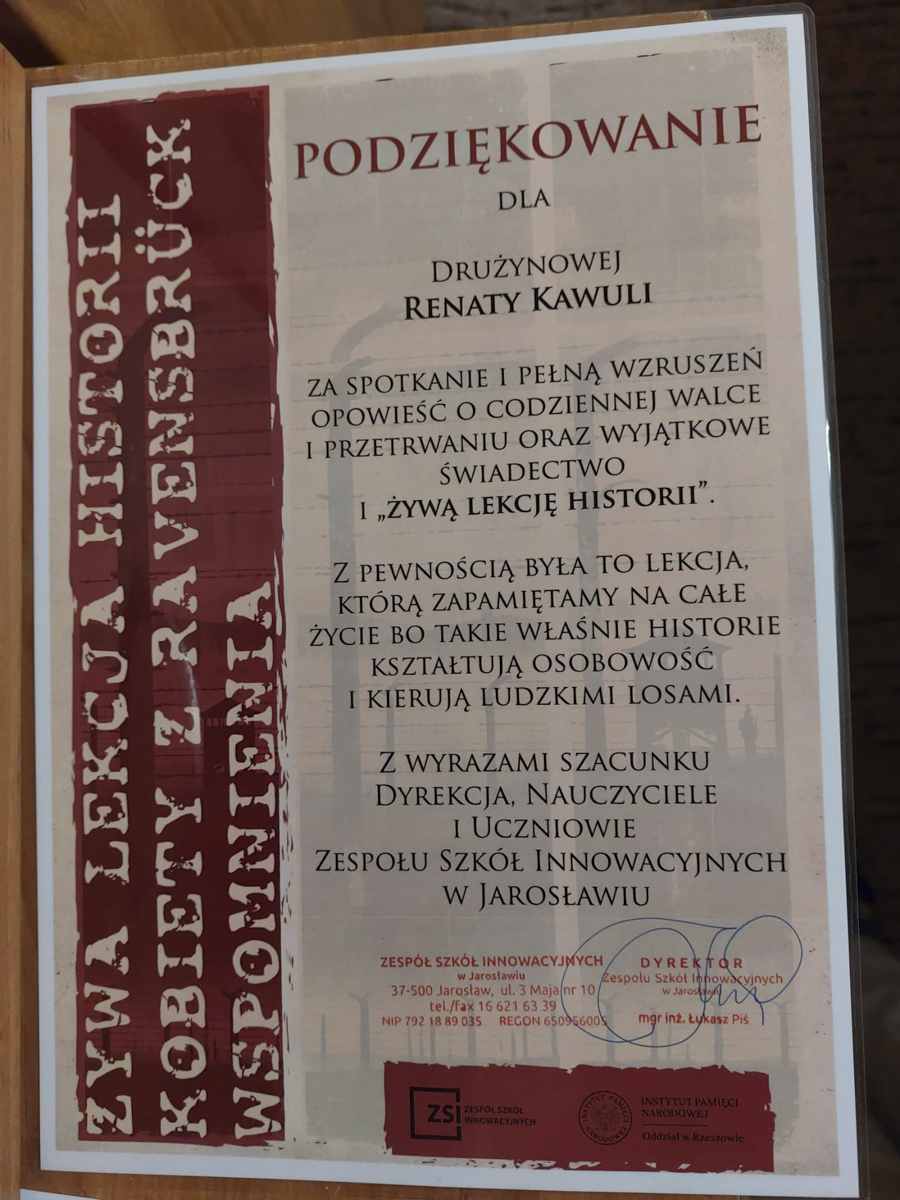 ŻYWA LEKCJA HISTORII
KOBIETY Z RAVENSBRÜCK
WSPOMNIENIA
PODZIĘKOWANIE
DLA
DRUŻYNOWEJ
RENATY KAWULI
ZA SPOTKANIE I PEŁNĄ WZRUSZEŃ
OPOWIEŚĆ O CODZIENNEJ WALCE
I PRZETRWANIU ORAZ WYJĄTKOWE
ŚWIADECTWO
I „ŻYWĄ LEKCJĘ HISTORII”.
Z PEWNOŚCIĄ BYŁA TO LEKCJA,
KTÓRĄ ZAPAMIĘTAMY NA CAŁE
ŻYCIE BO TAKIE WŁAŚNIE HISTORIE
KSZTAŁTUJĄ OSOBOWOŚĆ
I KIERUJĄ LUDZKIMI LOSAMI.
Z WYRAZAMI SZACUNKU
DYREKCJA, NAUCZYCIELE
I UCZNIOWIE
ZESPOŁU SZKÓŁ INNOWACYJNYCH
W JAROSŁAWIU
ZESPÓŁ SZKÓŁ INNOWACYJNYCH
w Jarosławiu
37-500 Jarosław, ul. 3 Maja nr 10
tel./fax 16 621 63 39
NIP 792 18 89 035 REGON 650956005
DYREKTOR
Zespołu Szkół Innowacyjnych
w Jarosławiu
mgr inż. Łukasz Piś
ZS
ZESPÓŁ SZKÓŁ
INNOWACYJNYCH
INSTYTUT PAMIĘCI NARODOWEJ
INSTYTUT PAMIĘCI
NARODOWEJ
Oddział w Rzeszowie